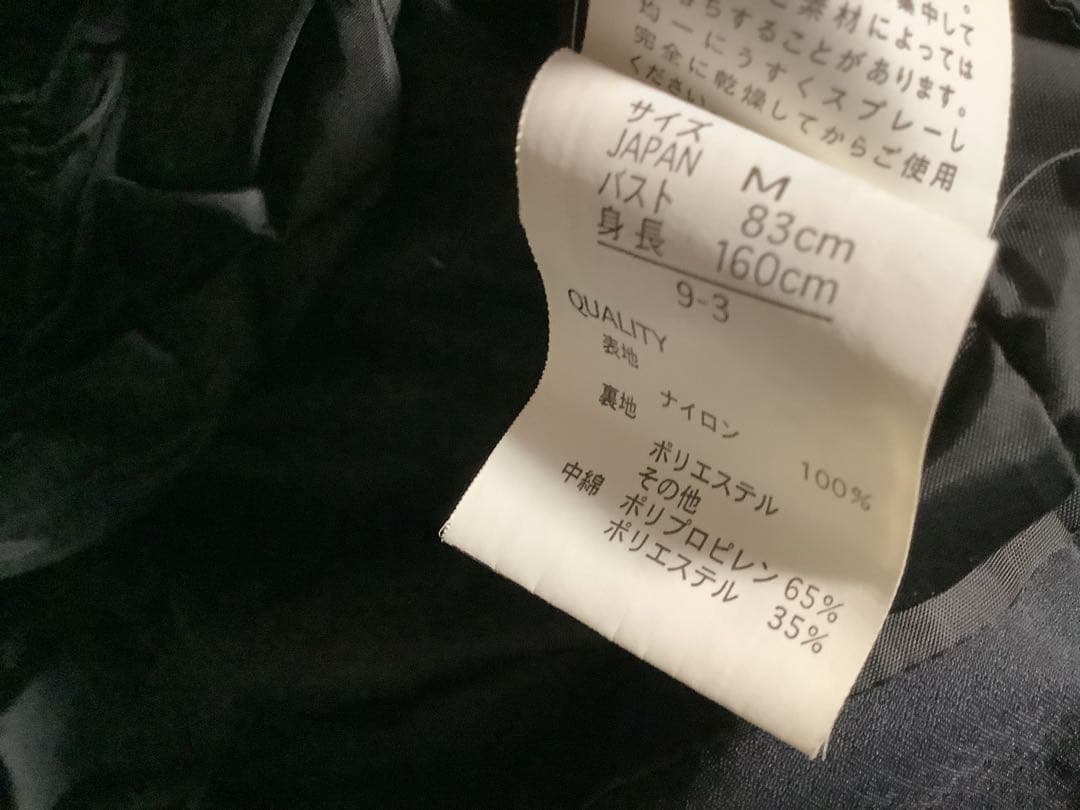 集中して
素材によっては
落ちすることがあります。
均一にうすくスプレーし
完全に乾燥してからご使用
ください。
サイズ
JAPAN M
バスト 83cm
身長 160cm
9-3
QUALITY
表地
ナイロン 100%
裏地
ポリエステル
その他
中綿
ポリプロピレン 65%
ポリエステル 35%